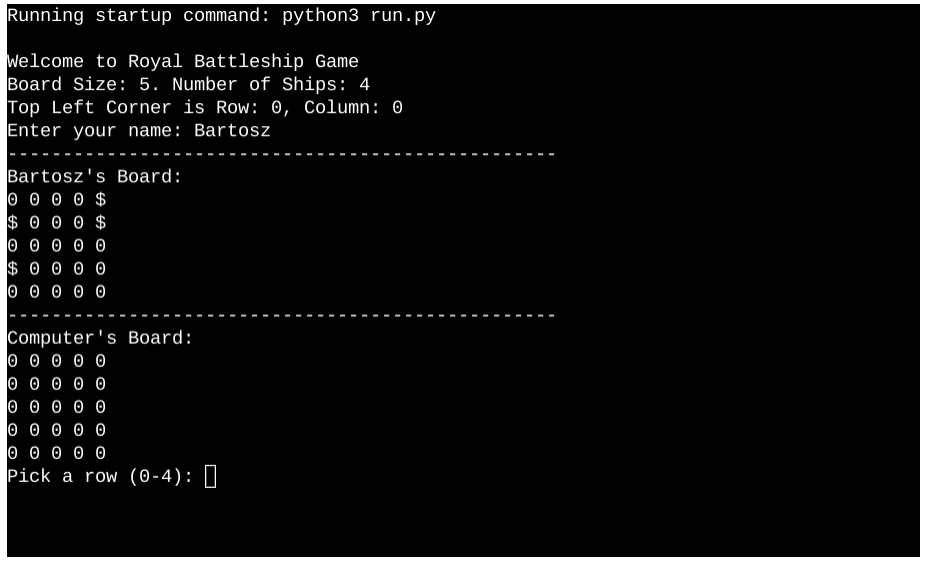 Running startup command: python3 run.py
Welcome to Royal Battleship Game
Board Size: 5. Number of Ships: 4
Top Left Corner is Row: 0, Column: 0
Enter your name: Bartosz
--------------------------------------------------
Bartosz's Board:
0 0 0 0 $
$ 0 0 0 $
0 0 0 0 0
$ 0 0 0 0
0 0 0 0 0
--------------------------------------------------
Computer's Board:
0 0 0 0 0
0 0 0 0 0
0 0 0 0 0
0 0 0 0 0
0 0 0 0 0
Pick a row (0-4):